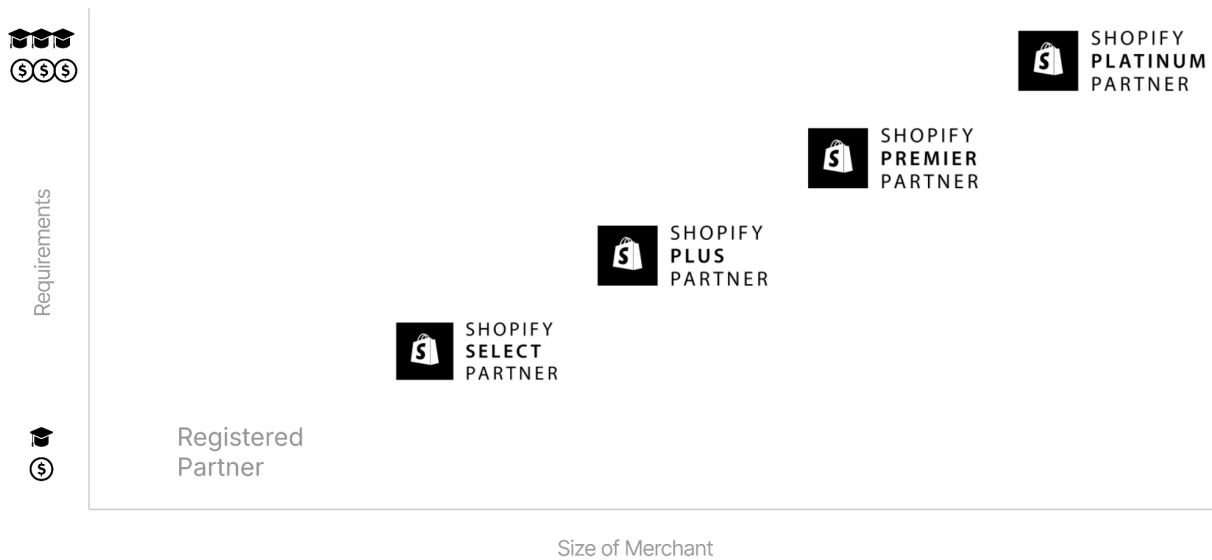 SHOPIFY
PLATINUM
PARTNER
SHOPIFY
PREMIER
PARTNER
SHOPIFY
PLUS
PARTNER
SHOPIFY
SELECT
PARTNER
Registered
Partner
Requirements
Size of Merchant